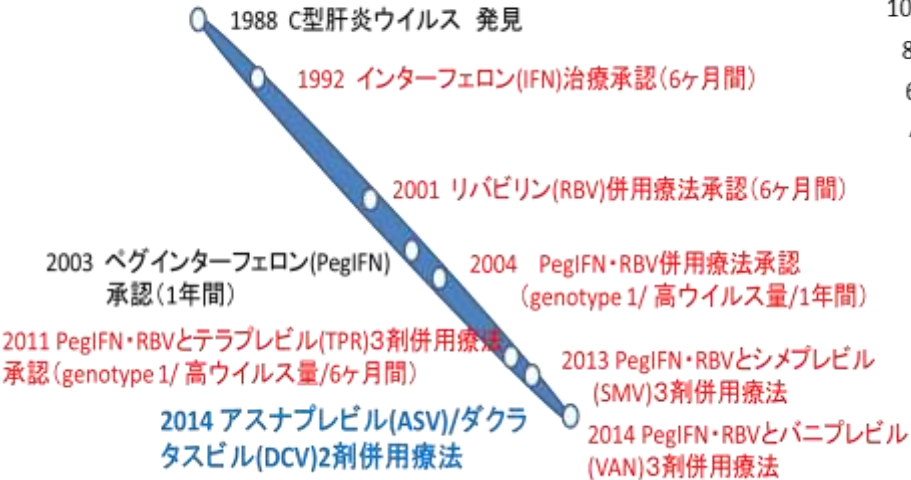 1988 C型肝炎ウイルス 発見
1992 インターフェロン(IFN)治療承認(6ヶ月間)
2001 リバビリン(RBV)併用療法承認(6ヶ月間)
2003 ペグインターフェロン(PegIFN)
承認(1年間)
2004 PegIFN・RBV併用療法承認
(genotype 1/ 高ウイルス量/1年間)
2011 PegIFN・RBVとテラプレビル(TPR)3剤併用療法
承認(genotype 1/ 高ウイルス量/6ヶ月間)
2013 PegIFN・RBVとシメプレビル
(SMV)3剤併用療法
2014 アスナプレビル(ASV)/ダクラ
タスビル(DCV)2剤併用療法
2014 PegIFN・RBVとバニプレビル
(VAN)3剤併用療法
10
8